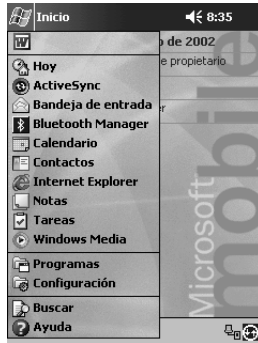 Inicio 8:35
o de 2002
Hoy
e propietario
ActiveSync
Bandeja de entrada
r
Bluetooth Manager
Calendario
Contactos
Internet Explorer
Notas
Tareas
Windows Media
Programas
Configuración
Buscar
Ayuda
Microsoft
mobile